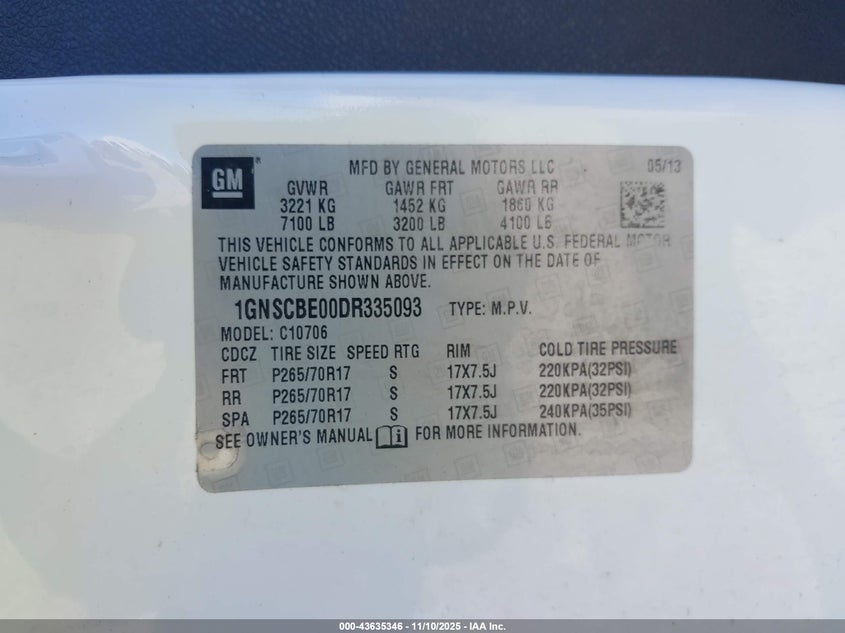 GM
MFD BY GENERAL MOTORS LLC 05/13
GVWR GAWR FRT GAWR RR
3221 KG 1452 KG 1860 KG
7100 LB 3200 LB 4100 LB
THIS VEHICLE CONFORMS TO ALL APPLICABLE U.S. FEDERAL MOTOR
VEHICLE SAFETY STANDARDS IN EFFECT ON THE DATE OF
MANUFACTURE SHOWN ABOVE.
1GNSCBE00DR335093 TYPE: M.P.V.
MODEL: C10706
CDCZ TIRE SIZE SPEED RTG RIM COLD TIRE PRESSURE
FRT P265/70R17 S 17X7.5J 220KPA(32PSI)
RR P265/70R17 S 17X7.5J 220KPA(32PSI)
SPA P265/70R17 S 17X7.5J 240KPA(35PSI)
SEE OWNER'S MANUAL FOR MORE INFORMATION.
000-43635346 — 11/10/2025 — IAA Inc.